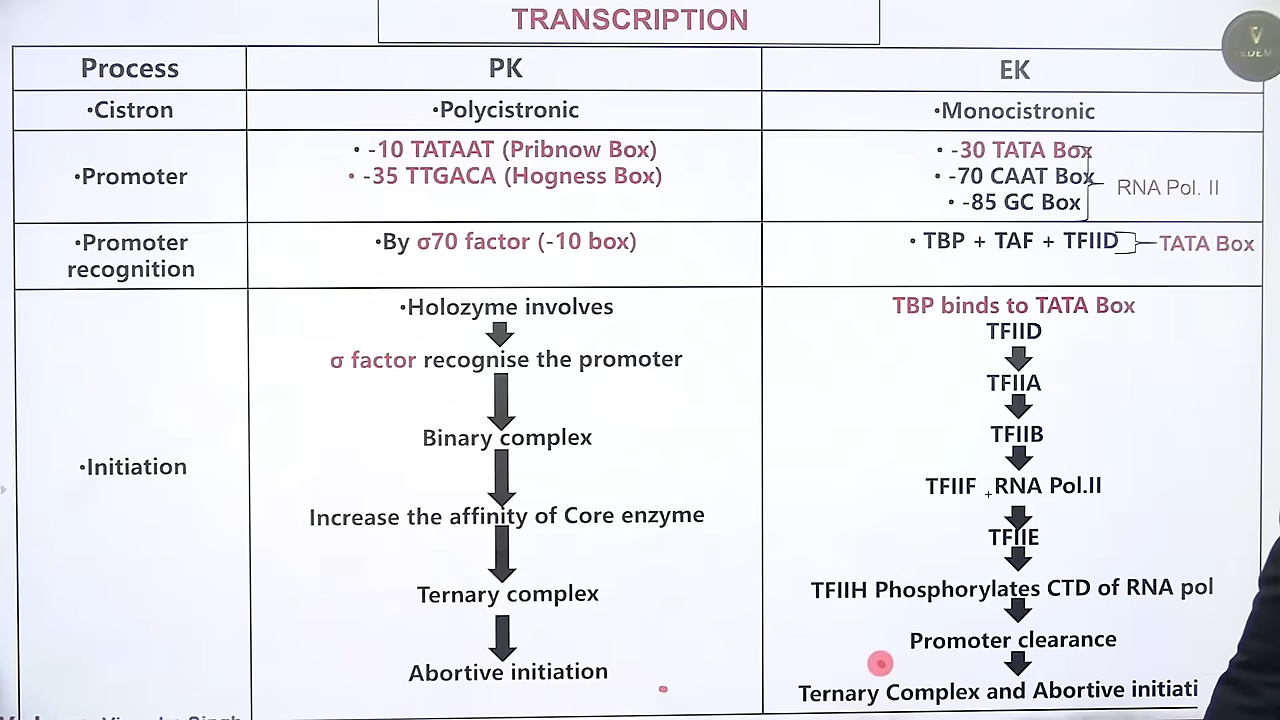 TRANSCRIPTION
Process PK EK
•Cistron •Polycistronic •Monocistronic
•Promoter
• -10 TATAAT (Pribnow Box)
• -35 TTGACA (Hogness Box)
• -30 TATA Box
• -70 CAAT Box
• -85 GC Box
RNA Pol. II
•Promoter
recognition
•By σ70 factor (-10 box)
• TBP + TAF + TFIID
TATA Box
•Initiation
•Holozyme involves
σ factor recognise the promoter
Binary complex
Increase the affinity of Core enzyme
Ternary complex
Abortive initiation
TBP binds to TATA Box
TFIID
TFIIA
TFIIB
TFIIF +RNA Pol.II
TFIIE
TFIIH Phosphorylates CTD of RNA pol
Promoter clearance
Ternary Complex and Abortive initiati